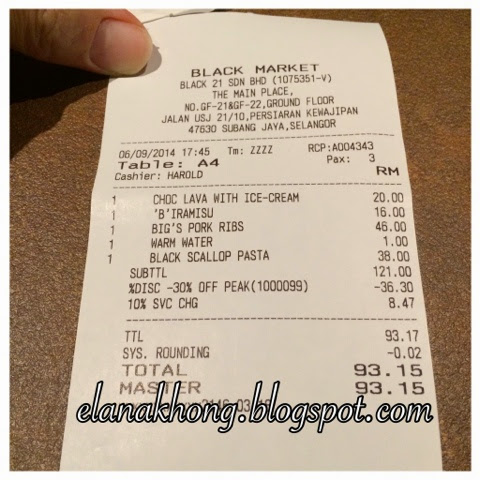 BLACK MARKET
BLACK 21 SDN BHD (1075351-V)
THE MAIN PLACE,
NO.GF-21&GF-22,GROUND FLOOR
JALAN USJ 21/10,PERSIARAN KEWAJIPAN
47630 SUBANG JAYA,SELANGOR
06/09/2014 17:45 Tm: ZZZZ RCP:A004343
Table: A4 Pax: 3
Cashier: HAROLD RM
1 CHOC LAVA WITH ICE-CREAM 20.00
1 'B'IRAMISU 16.00
1 BIG'S PORK RIBS 46.00
1 WARM WATER 1.00
1 BLACK SCALLOP PASTA 38.00
SUBTTL 121.00
%DISC -30% OFF PEAK(1000099) -36.30
10% SVC CHG 8.47
TTL 93.17
SYS. ROUNDING -0.02
TOTAL 93.15
MASTER 93.15
elanakhong.blogspot.com